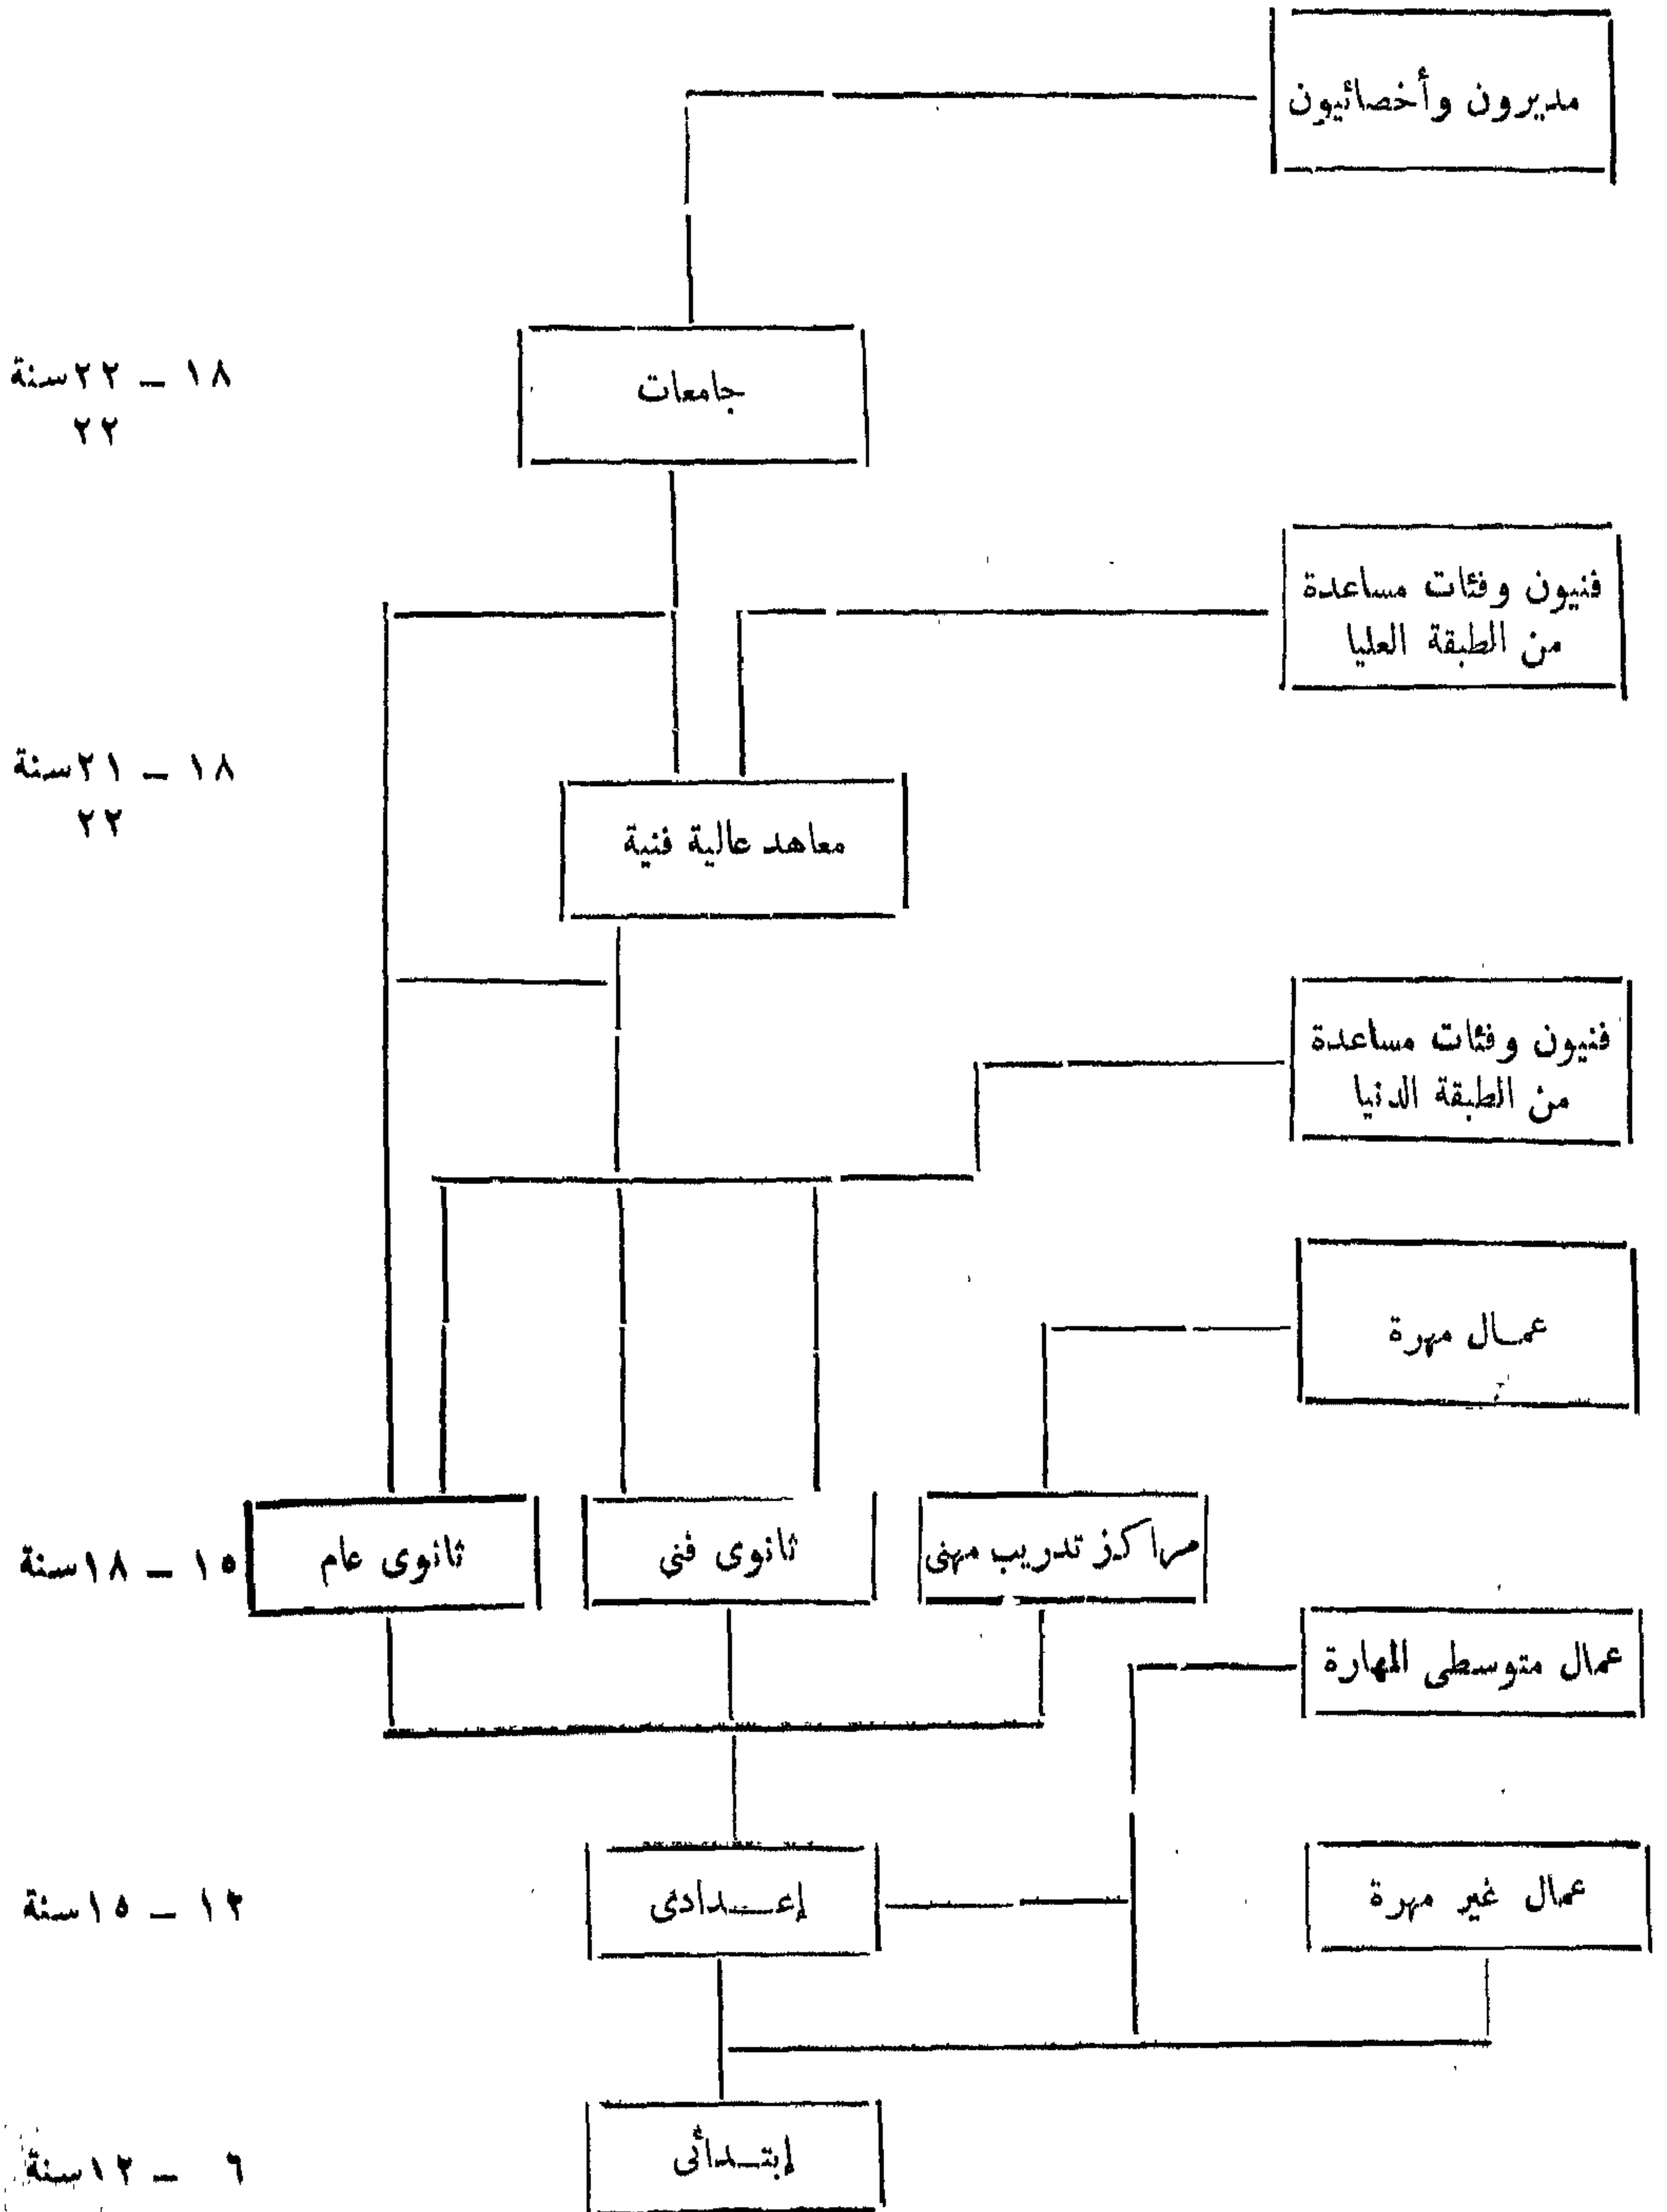 مديرون وأخصائيون
جامعات
١٨ – ٢٢ سنة
٢٢
فنيون وفئات مساعدة
من الطبقة العليا
معاهد عالية فنية
١٨ – ٢١ سنة
٢٢
فنيون وفئات مساعدة
من الطبقة الدنيا
عمال مهرة
مراكز تدريب مهنى
ثانوى فنى
ثانوى عام
١٥ – ١٨ سنة
عمال متوسطى المهارة
عمال غير مهرة
إعدادى
١٢ – ١٥ سنة
إبتدائى
٦ – ١٢ سنة